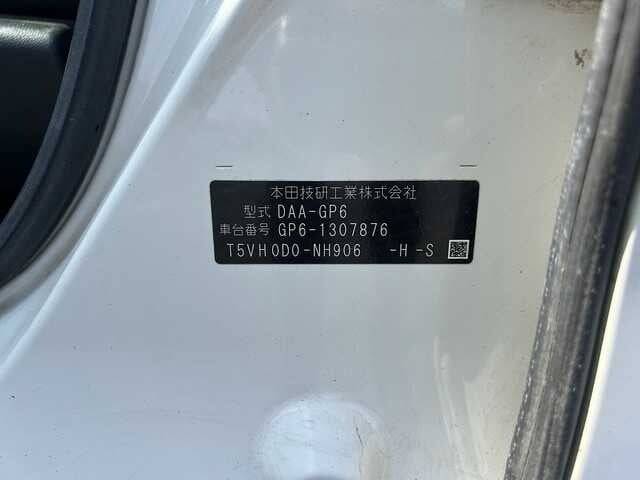 本田技研工業株式会社
型式 DAA-GP6
車台番号 GP6-1307876
T5VH0D0-NH906 -H -S